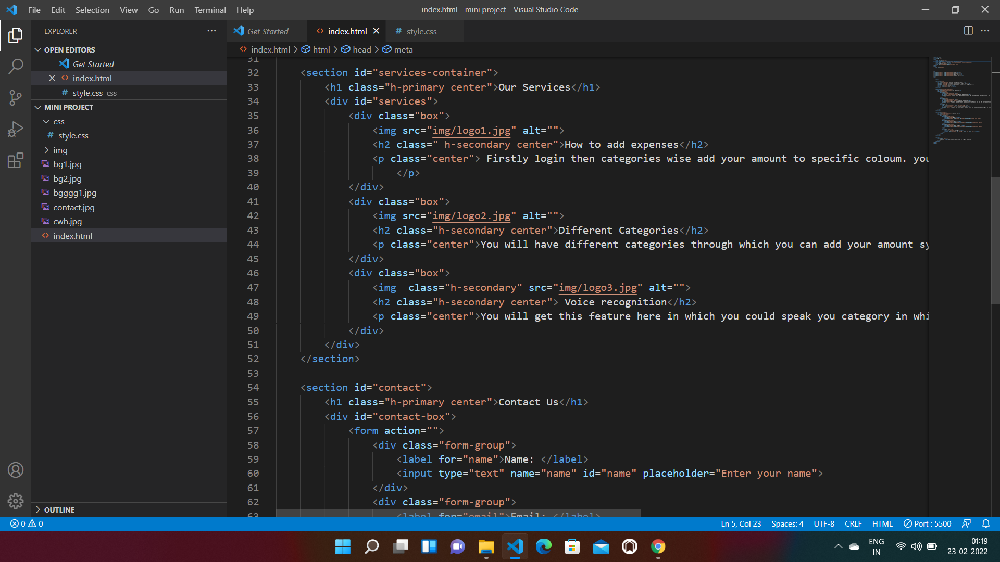 File Edit Selection View Go Run Terminal Help
index.html - mini project - Visual Studio Code
EXPLORER
OPEN EDITORS
Get Started
index.html
style.css css
MINI PROJECT
css
style.css
img
bg1.jpg
bg2.jpg
bgggg1.jpg
contact.jpg
cwh.jpg
index.html
OUTLINE
Get Started
index.html
style.css
index.html > html > head > meta
31
32 <section id="services-container">
33 <h1 class="h-primary center">Our Services</h1>
34 <div id="services">
35 <div class="box">
36 <img src="img/logo1.jpg" alt="">
37 <h2 class=" h-secondary center">How to add expenses</h2>
38 <p class="center"> Firstly login then categories wise add your amount to specific coloum. you
39 </p>
40 </div>
41 <div class="box">
42 <img src="img/logo2.jpg" alt="">
43 <h2 class="h-secondary center">Different Categories</h2>
44 <p class="center">You will have different categories through which you can add your amount sy
45 </div>
46 <div class="box">
47 <img  class="h-secondary" src="img/logo3.jpg" alt="">
48 <h2 class="h-secondary center"> Voice recognition</h2>
49 <p class="center">You will get this feature here in which you could speak you category in whi
50 </div>
51 </div>
52 </section>
53
54 <section id="contact">
55 <h1 class="h-primary center">Contact Us</h1>
56 <div id="contact-box">
57 <form action="">
58 <div class="form-group">
59 <label for="name">Name: </label>
60 <input type="text" name="name" id="name" placeholder="Enter your name">
61 </div>
62 <div class="form-group">
63 <label for="email">Email: </label>
0 0
Ln 5, Col 23 Spaces: 4 UTF-8 CRLF HTML Port : 5500
ENG
IN
01:19
23-02-2022